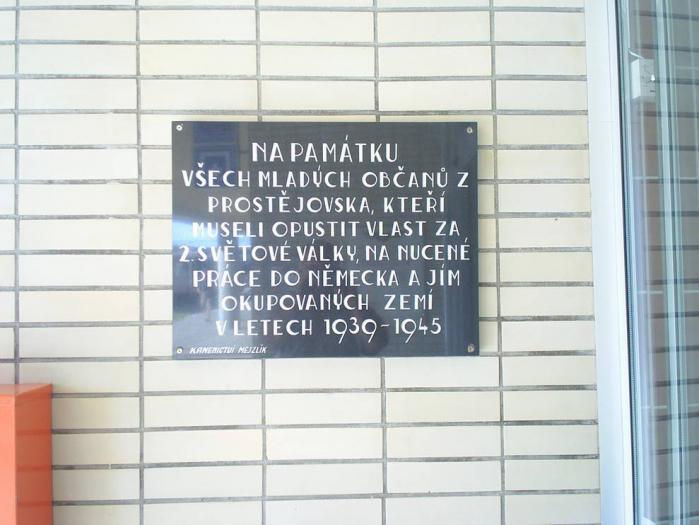 NA PAMÁTKU
VŠECH MLADÝCH OBČANŮ Z
PROSTĚJOVSKA, KTEŘÍ
MUSELI OPUSTIT VLAST ZA
2. SVĚTOVÉ VÁLKY, NA NUCENÉ
PRÁCE DO NĚMECKA A JÍM
OKUPOVANÝCH ZEMÍ
V LETECH 1939-1945
KAMENICTVÍ MEJZLÍK